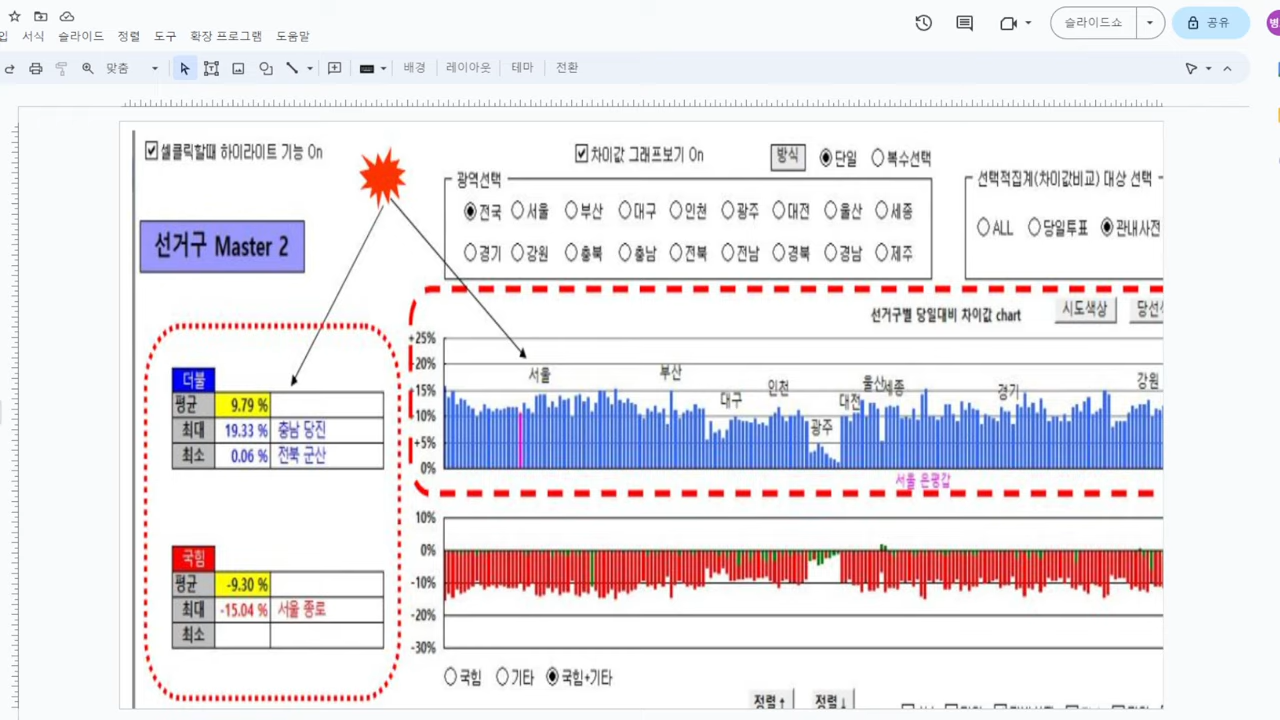 입 서식 슬라이드 정렬 도구 확장 프로그램 도움말
슬라이드쇼
공유
병
맞춤
배경 레이아웃 테마 전환
셀클릭할때 하이라이트 기능 On
차이값 그래프보기 On
방식
단일 복수선택
광역선택
전국 서울 부산 대구 인천 광주 대전 울산 세종
경기 강원 충북 충남 전북 전남 경북 경남 제주
선택적집계(차이값비교) 대상 선택
ALL 당일투표 관내사전
선거구 Master 2
선거구별 당일대비 차이값 chart
시도색상
더불
평균 9.79 %
최대 19.33 % 충남 당진
최소 0.06 % 전북 군산
+25%
+20%
+15%
+10%
+5%
0%
서울
부산
대구
인천
광주
대전
울산
세종
경기
강원
서울 은평갑
국힘
평균 -9.30 %
최대 -15.04 % 서울 종로
최소
10%
0%
-10%
-20%
-30%
국힘 기타 국힘+기타
정렬↑ 정렬↓